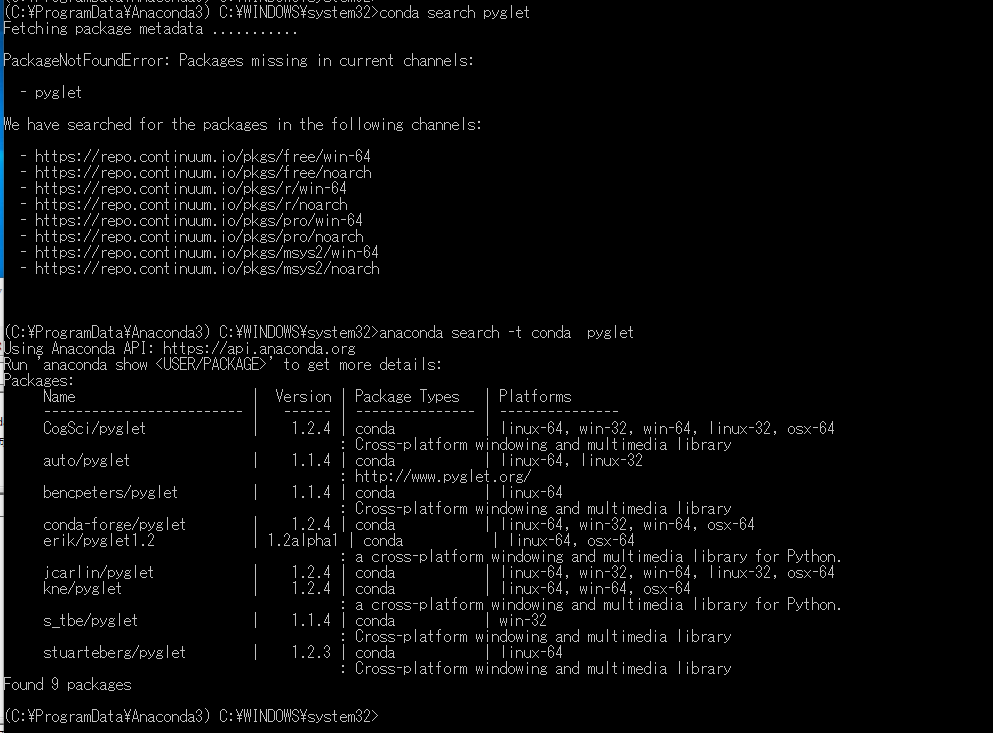 (C:¥ProgramData¥Anaconda3) C:¥WINDOWS¥system32>conda search pyglet
Fetching package metadata ...........
PackageNotFoundError: Packages missing in current channels:
- pyglet
We have searched for the packages in the following channels:
- https://repo.continuum.io/pkgs/free/win-64
- https://repo.continuum.io/pkgs/free/noarch
- https://repo.continuum.io/pkgs/r/win-64
- https://repo.continuum.io/pkgs/r/noarch
- https://repo.continuum.io/pkgs/pro/win-64
- https://repo.continuum.io/pkgs/pro/noarch
- https://repo.continuum.io/pkgs/msys2/win-64
- https://repo.continuum.io/pkgs/msys2/noarch
(C:¥ProgramData¥Anaconda3) C:¥WINDOWS¥system32>anaconda search -t conda  pyglet
Using Anaconda API: https://api.anaconda.org
Run 'anaconda show <USER/PACKAGE>' to get more details:
Packages:
Name | Version | Package Types | Platforms
------------------------- | ------ | --------------- | ---------------
CogSci/pyglet | 1.2.4 | conda | linux-64, win-32, win-64, linux-32, osx-64
: Cross-platform windowing and multimedia library
auto/pyglet | 1.1.4 | conda | linux-64, linux-32
: http://www.pyglet.org/
bencpeters/pyglet | 1.1.4 | conda | linux-64
: Cross-platform windowing and multimedia library
conda-forge/pyglet | 1.2.4 | conda | linux-64, win-32, win-64, osx-64
erik/pyglet1.2 | 1.2alpha1 | conda | linux-64, osx-64
: a cross-platform windowing and multimedia library for Python.
jcarlin/pyglet | 1.2.4 | conda | linux-64, win-32, win-64, linux-32, osx-64
kne/pyglet | 1.2.4 | conda | linux-64, win-64, osx-64
: a cross-platform windowing and multimedia library for Python.
s_tbe/pyglet | 1.1.4 | conda | win-32
: Cross-platform windowing and multimedia library
stuarteberg/pyglet | 1.2.3 | conda | linux-64
: Cross-platform windowing and multimedia library
Found 9 packages
(C:¥ProgramData¥Anaconda3) C:¥WINDOWS¥system32>